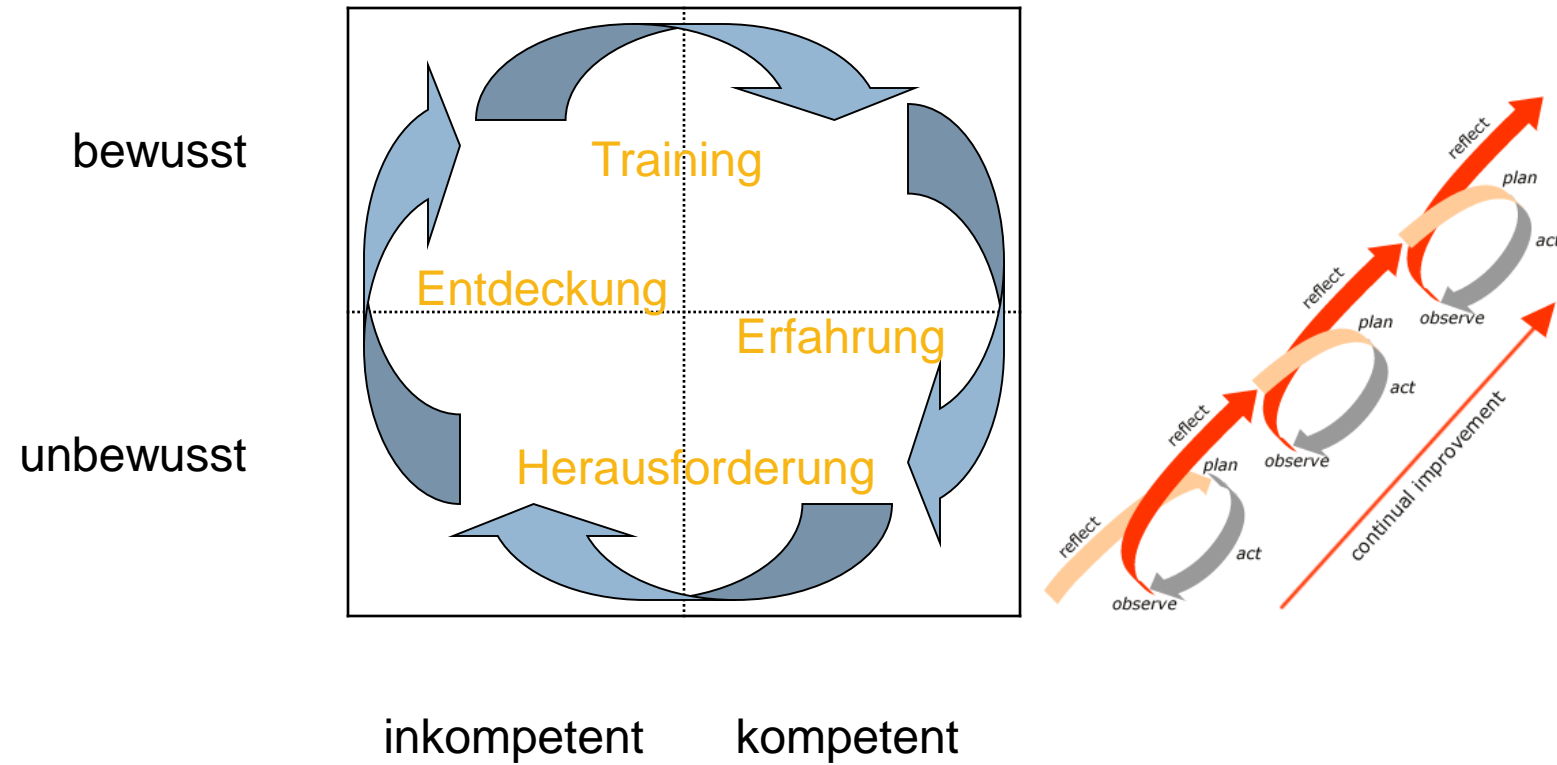 bewusst
unbewusst
Training
Entdeckung
Erfahrung
Herausforderung
inkompetent
kompetent
reflect
plan
act
observe
reflect
plan
act
observe
reflect
plan
act
observe
reflect
continual improvement